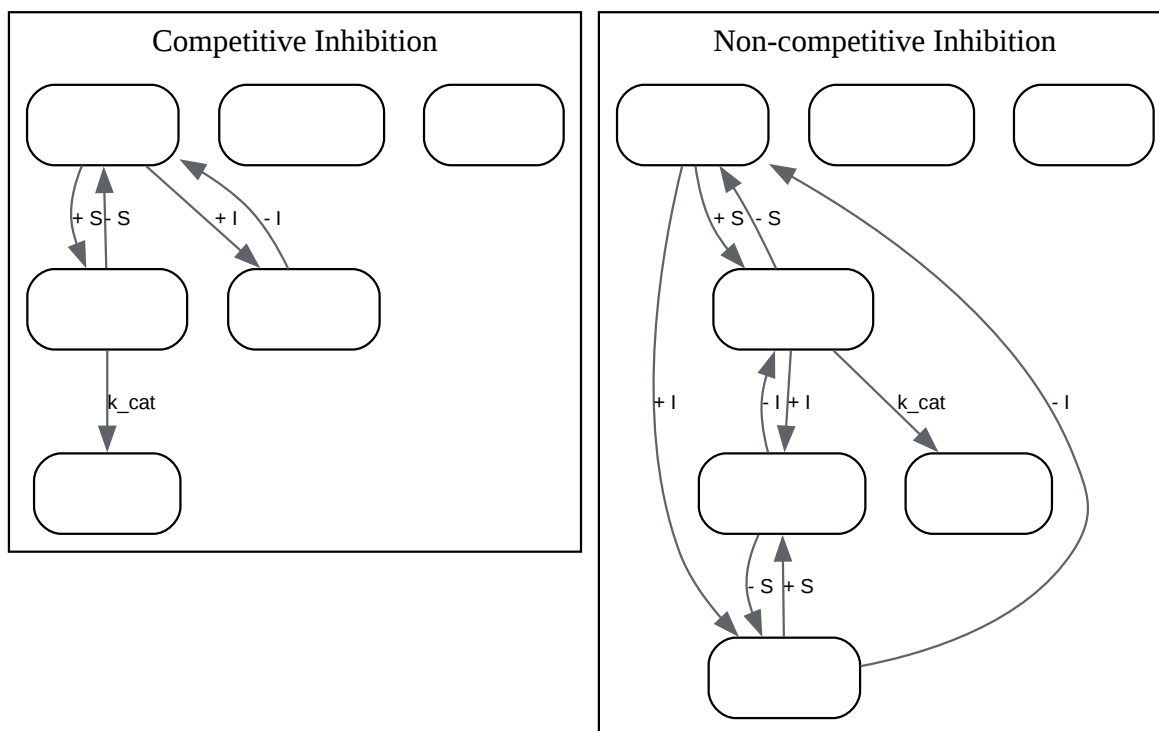 Competitive Inhibition
+ S
- S
+ I
- I
k_cat
Non-competitive Inhibition
+ S
- S
+ I
- I
+ I
k_cat
- I
- S
+ S